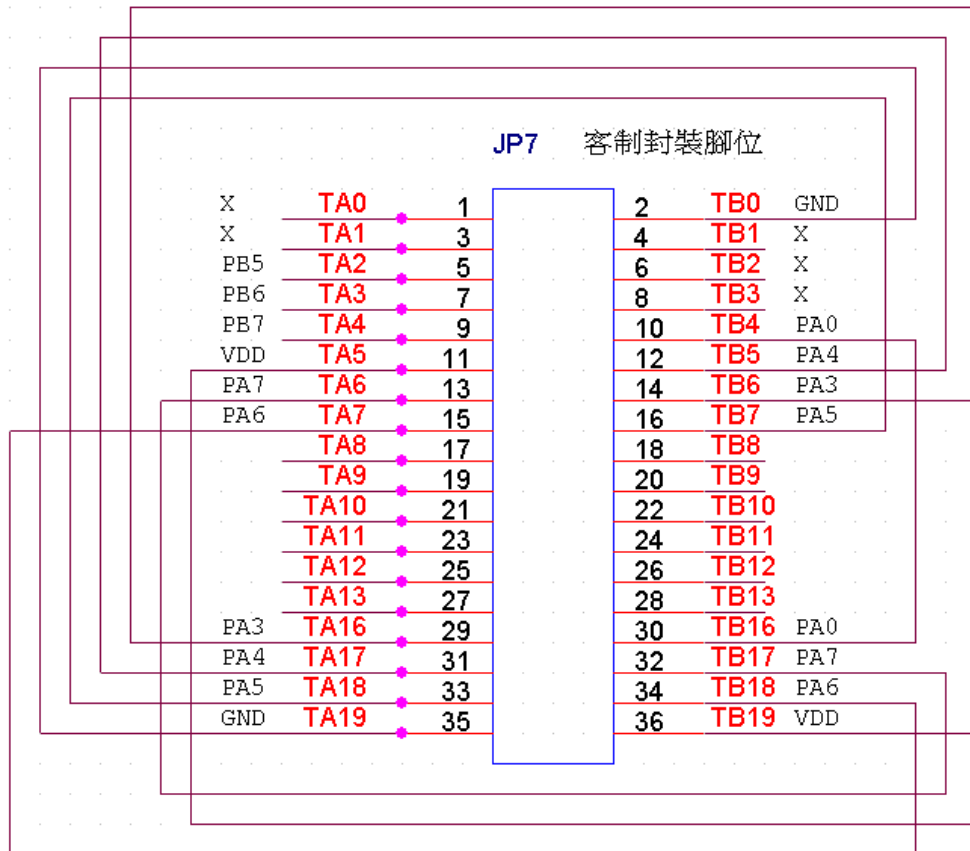 JP7 客制封裝腳位
X TA0 1 2 TB0 GND
X TA1 3 4 TB1 X
PB5 TA2 5 6 TB2 X
PB6 TA3 7 8 TB3 X
PB7 TA4 9 10 TB4 PA0
VDD TA5 11 12 TB5 PA4
PA7 TA6 13 14 TB6 PA3
PA6 TA7 15 16 TB7 PA5
TA8 17 18 TB8
TA9 19 20 TB9
TA10 21 22 TB10
TA11 23 24 TB11
TA12 25 26 TB12
TA13 27 28 TB13
PA3 TA16 29 30 TB16 PA0
PA4 TA17 31 32 TB17 PA7
PA5 TA18 33 34 TB18 PA6
GND TA19 35 36 TB19 VDD